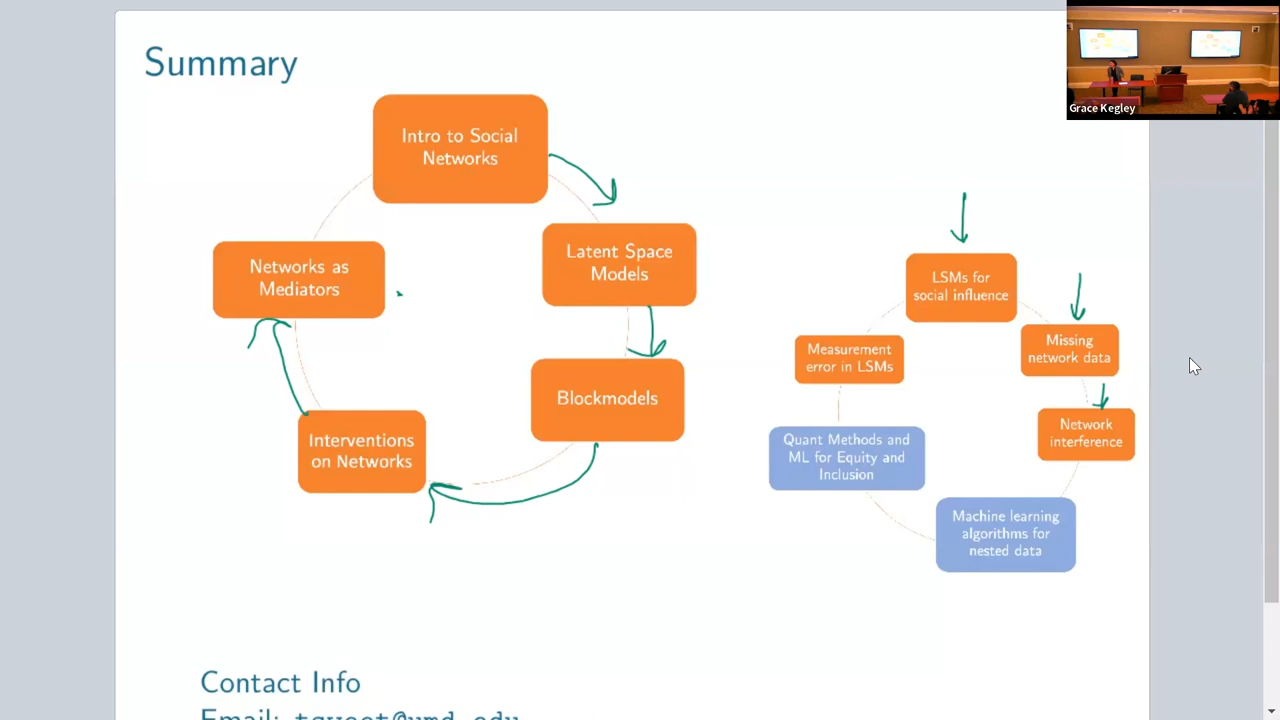 Summary
Intro to Social
Networks
Latent Space
Models
Blockmodels
Interventions
on Networks
Networks as
Mediators
LSMs for
social influence
Missing
network data
Network
interference
Machine learning
algorithms for
nested data
Quant Methods and
ML for Equity and
Inclusion
Measurement
error in LSMs
Grace Kegley
Contact Info
Email: